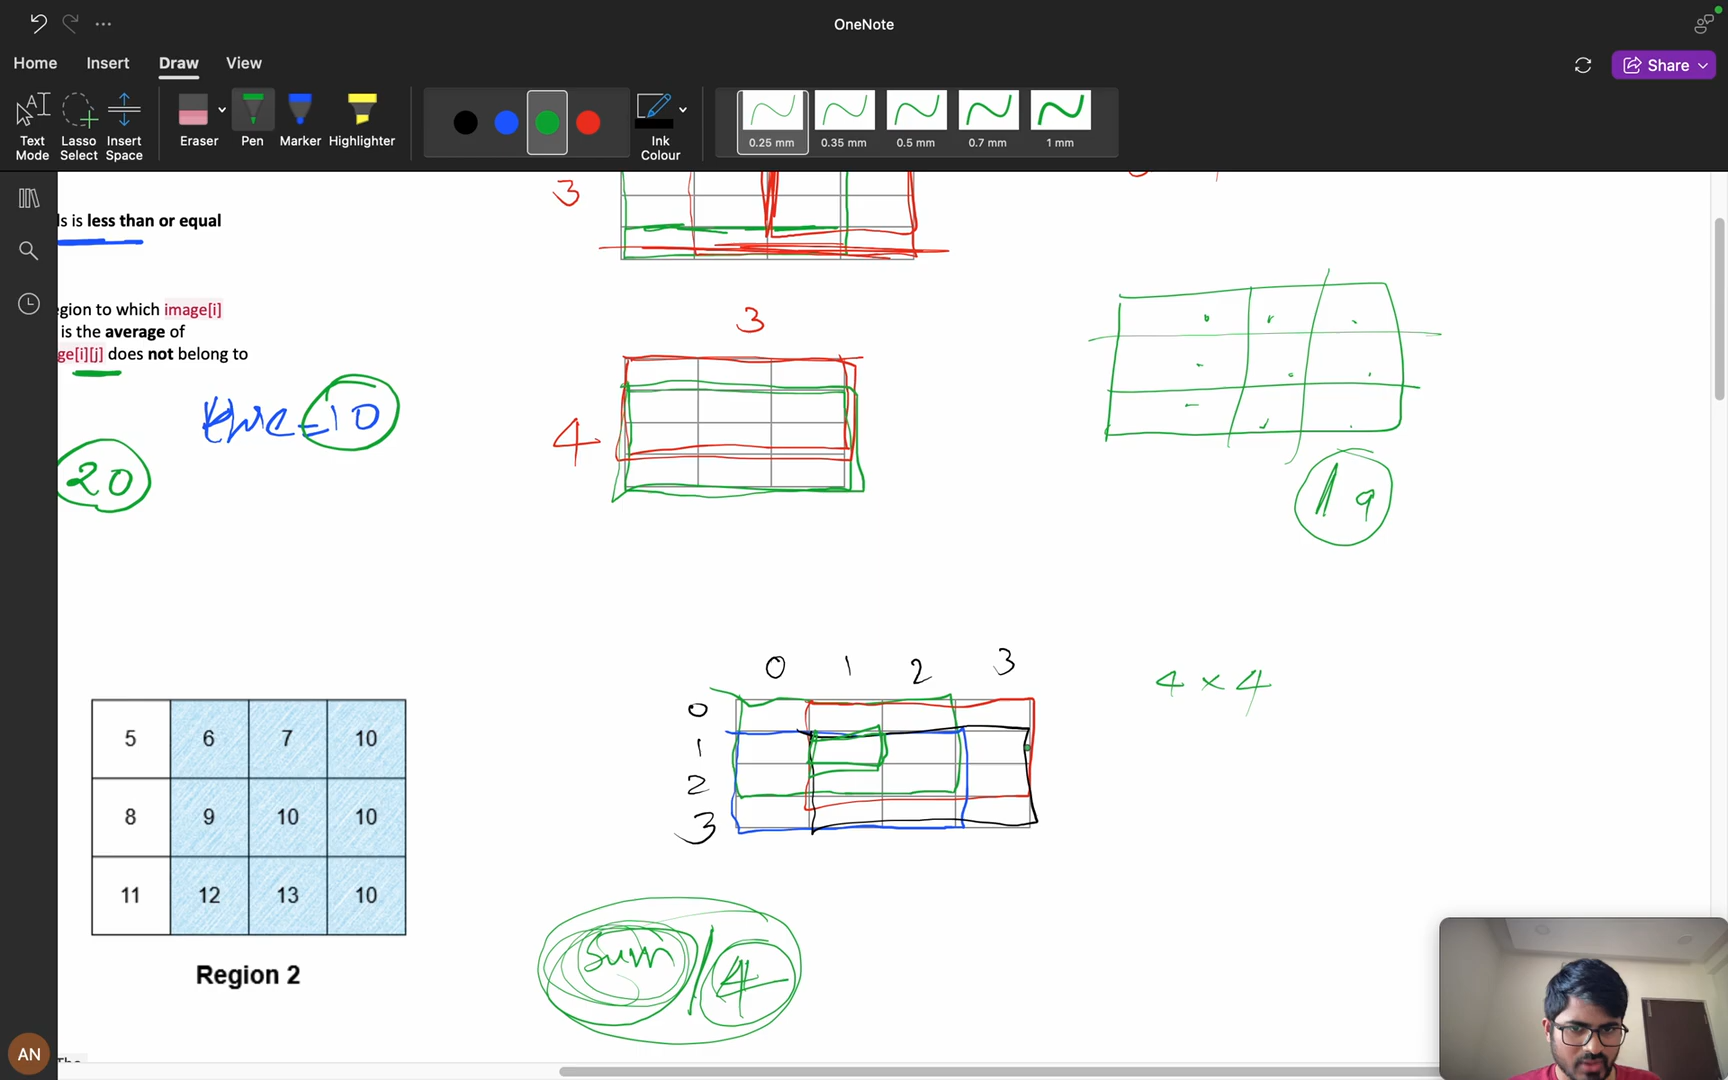 OneNote
Home Insert Draw View
Share
Text Mode
Lasso Select
Insert Space
Eraser
Pen
Marker
Highlighter
Ink Colour
0.25 mm
0.35 mm
0.5 mm
0.7 mm
1 mm
ls is less than or equal
egion to which image[i]
is the average of
ge[i][j] does not belong to
10
20
3
3
4
9
0 1 2 3
0
1
2
3
4 x 4
5 6 7 10
8 9 10 10
11 12 13 10
Region 2
Sum / 4
AN
The